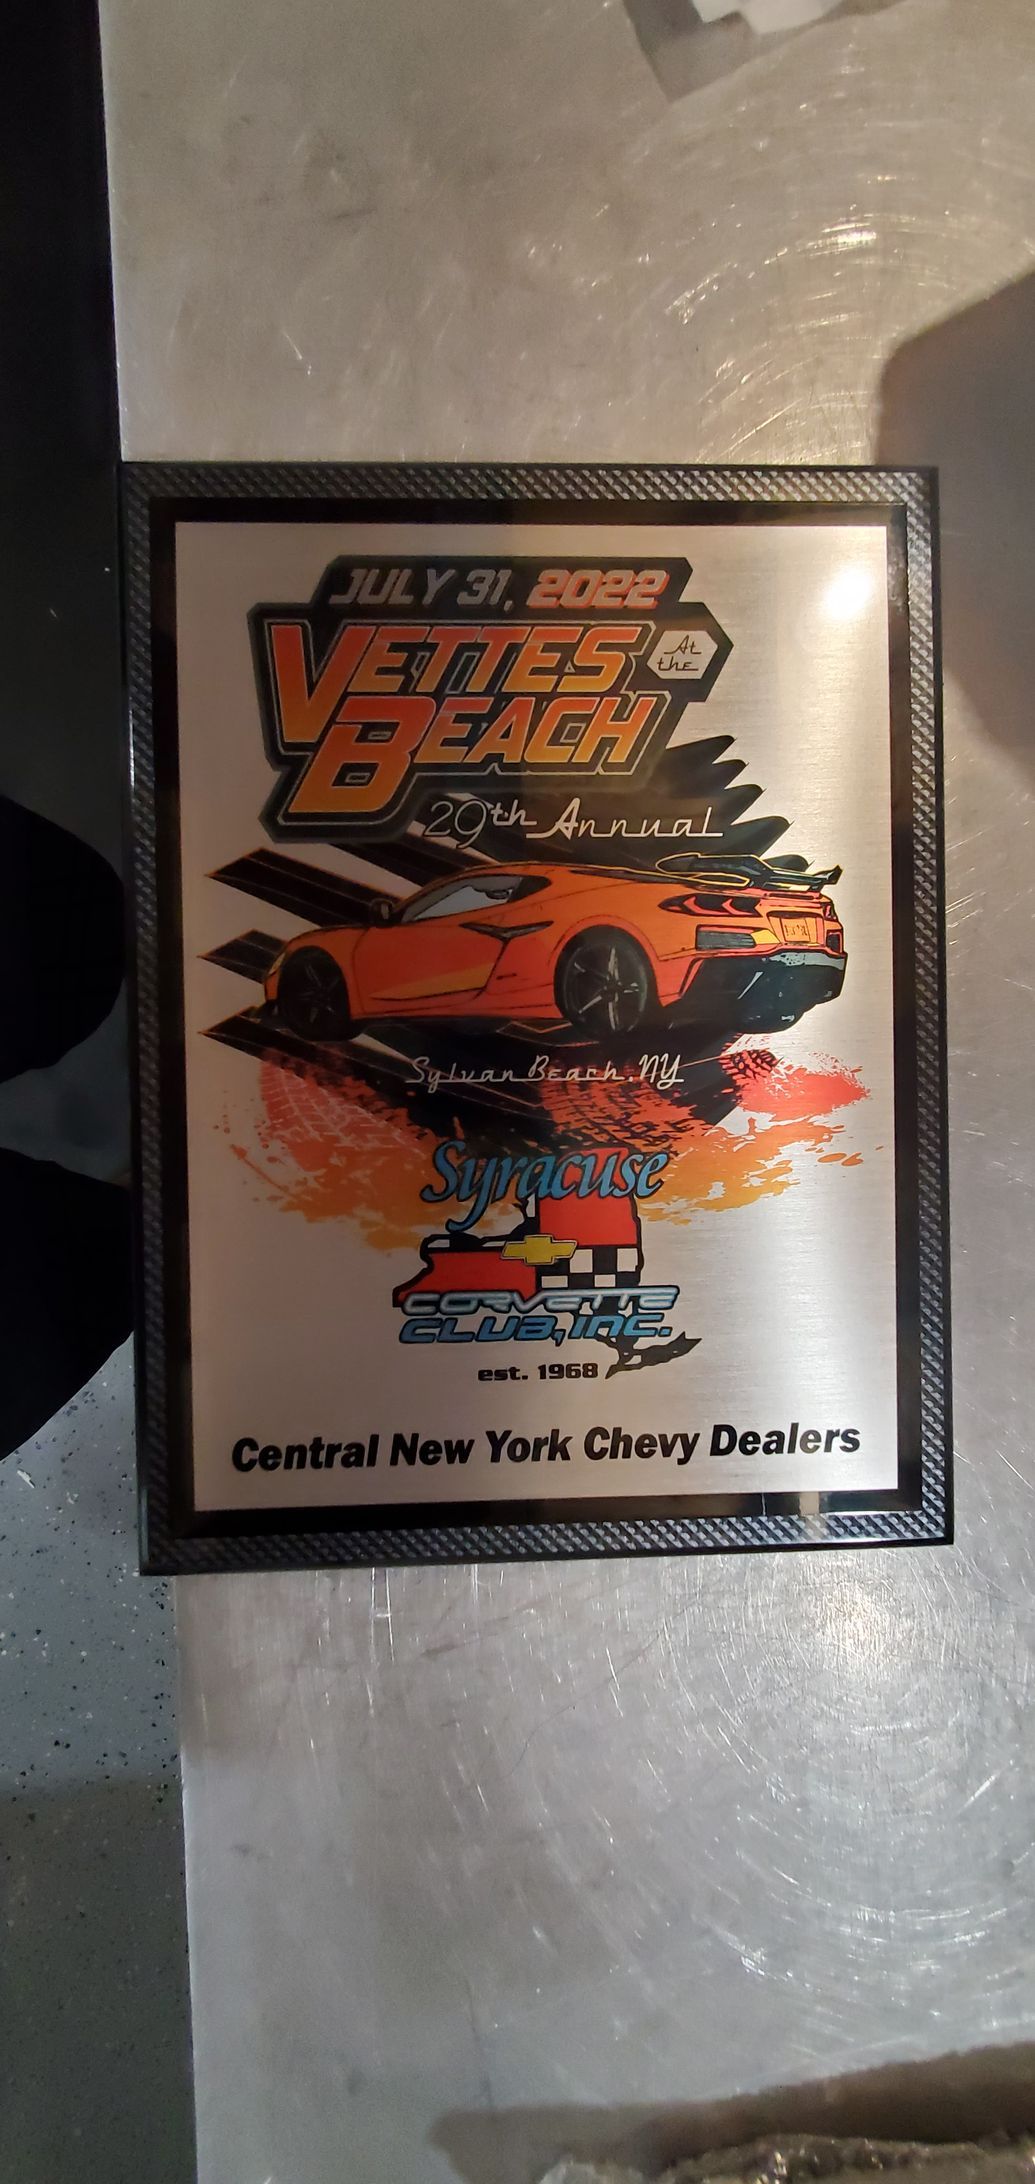 JULY 31, 2022
VETTES At the
BEACH
29th Annual
Sylvan Beach, NY
Syracuse
CORVETTE
CLUB, INC.
est. 1968
Central New York Chevy Dealers